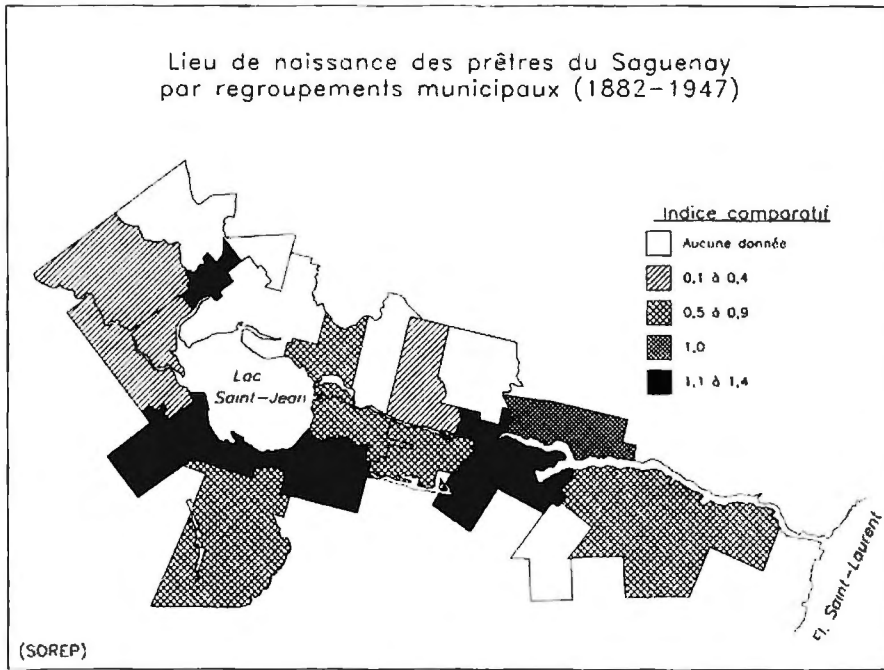 Lieu de naissance des prêtres du Saguenay
par regroupements municipaux (1882-1947)
Indice comparatif
Aucune donnée
0,1 à 0,4
0,5 à 0,9
1,0
1,1 à 1,4
Lac
Saint-Jean
Fl. Saint-Laurent
(SOREP)